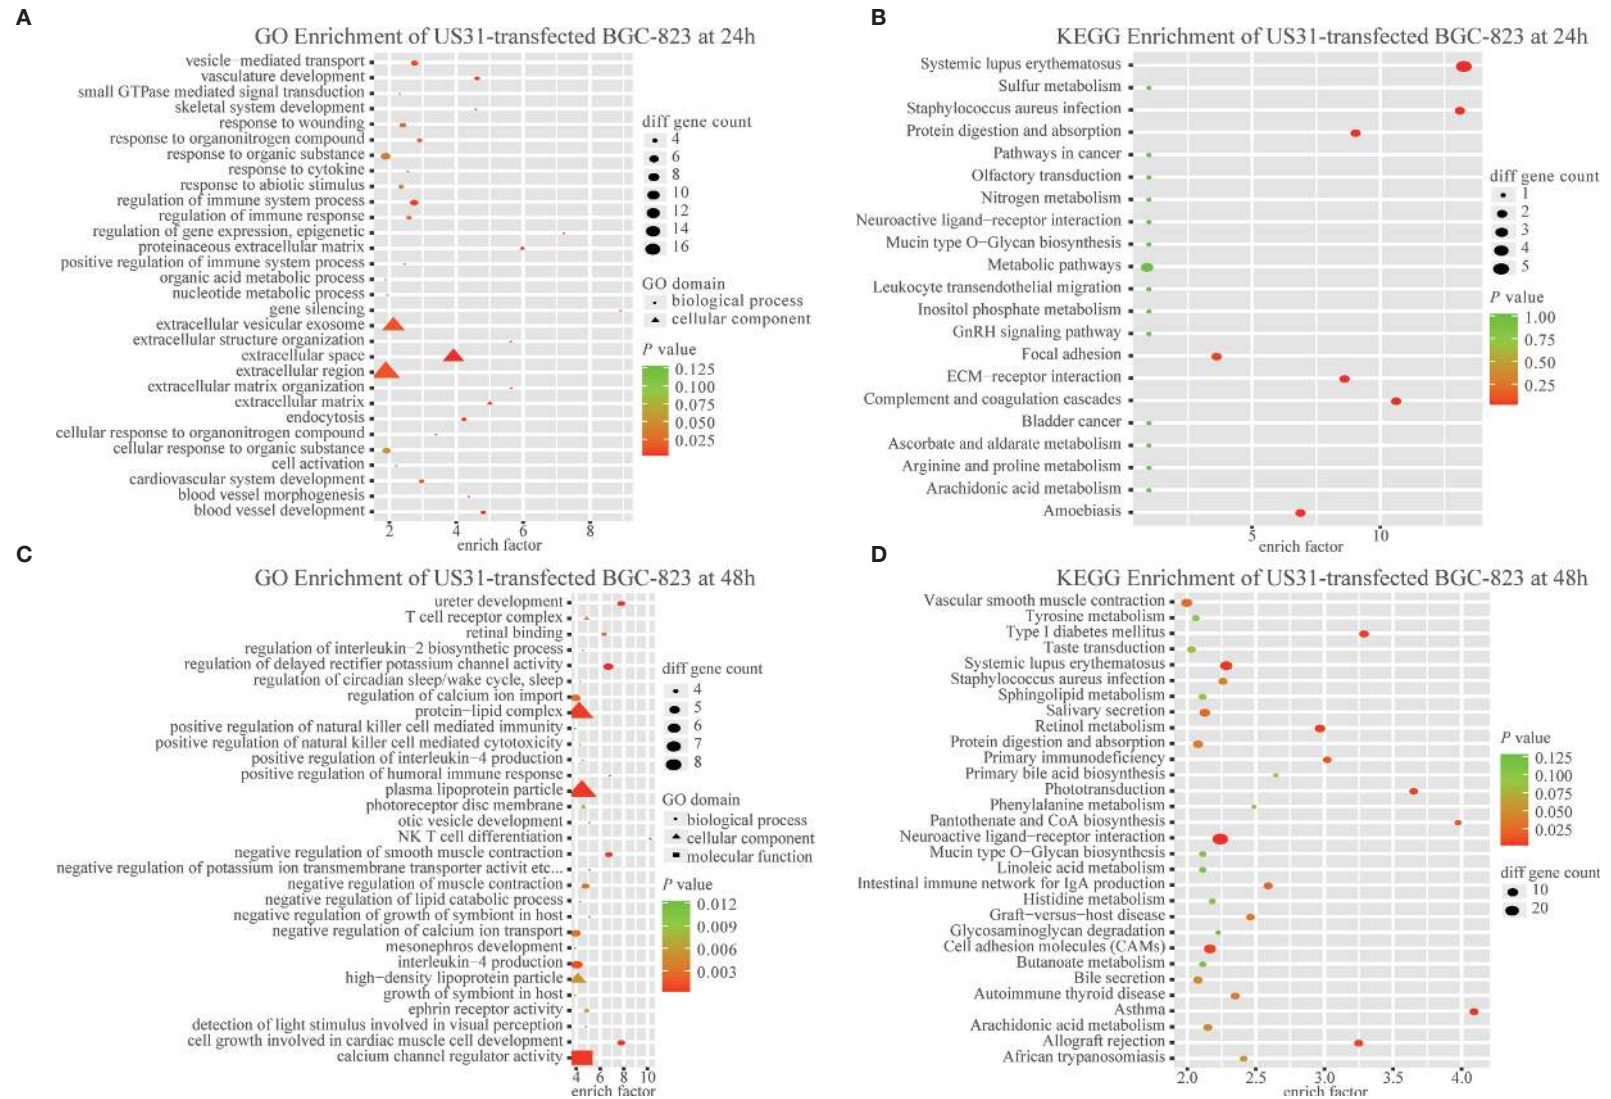 A
GO Enrichment of US31-transfected BGC-823 at 24h
vesicle-mediated transport
vasculature development
small GTPase mediated signal transduction
skeletal system development
response to wounding
response to organonitrogen compound
response to organic substance
response to cytokine
response to abiotic stimulus
regulation of immune system process
regulation of immune response
regulation of gene expression, epigenetic
proteinaceous extracellular matrix
positive regulation of immune system process
organic acid metabolic process
nucleotide metabolic process
gene silencing
extracellular vesicular exosome
extracellular structure organization
extracellular space
extracellular region
extracellular matrix organization
extracellular matrix
endocytosis
cellular response to organonitrogen compound
cellular response to organic substance
cell activation
cardiovascular system development
blood vessel morphogenesis
blood vessel development
2 4 6 8
enrich factor
diff gene count
4
6
8
10
12
14
16
GO domain
biological process
cellular component
P value
0.125
0.100
0.075
0.050
0.025
B
KEGG Enrichment of US31-transfected BGC-823 at 24h
Systemic lupus erythematosus
Sulfur metabolism
Staphylococcus aureus infection
Protein digestion and absorption
Pathways in cancer
Olfactory transduction
Nitrogen metabolism
Neuroactive ligand-receptor interaction
Mucin type O-Glycan biosynthesis
Metabolic pathways
Leukocyte transendothelial migration
Inositol phosphate metabolism
GnRH signaling pathway
Focal adhesion
ECM-receptor interaction
Complement and coagulation cascades
Bladder cancer
Ascorbate and aldarate metabolism
Arginine and proline metabolism
Arachidonic acid metabolism
Amoebiasis
5 10
enrich factor
diff gene count
1
2
3
4
5
P value
1.00
0.75
0.50
0.25
C
GO Enrichment of US31-transfected BGC-823 at 48h
ureter development
T cell receptor complex
retinal binding
regulation of interleukin-2 biosynthetic process
regulation of delayed rectifier potassium channel activity
regulation of circadian sleep/wake cycle, sleep
regulation of calcium ion import
protein-lipid complex
positive regulation of natural killer cell mediated immunity
positive regulation of natural killer cell mediated cytotoxicity
positive regulation of interleukin-4 production
positive regulation of humoral immune response
plasma lipoprotein particle
photoreceptor disc membrane
otic vesicle development
NK T cell differentiation
negative regulation of smooth muscle contraction
negative regulation of potassium ion transmembrane transporter activit etc...
negative regulation of muscle contraction
negative regulation of lipid catabolic process
negative regulation of growth of symbiont in host
negative regulation of calcium ion transport
mesonephros development
interleukin-4 production
high-density lipoprotein particle
growth of symbiont in host
ephrin receptor activity
detection of light stimulus involved in visual perception
cell growth involved in cardiac muscle cell development
calcium channel regulator activity
4 6 8 10
enrich factor
diff gene count
4
5
6
7
8
GO domain
biological process
cellular component
molecular function
P value
0.012
0.009
0.006
0.003
D
KEGG Enrichment of US31-transfected BGC-823 at 48h
Vascular smooth muscle contraction
Tyrosine metabolism
Type I diabetes mellitus
Taste transduction
Systemic lupus erythematosus
Staphylococcus aureus infection
Sphingolipid metabolism
Salivary secretion
Retinol metabolism
Protein digestion and absorption
Primary immunodeficiency
Primary bile acid biosynthesis
Phototransduction
Phenylalanine metabolism
Pantothenate and CoA biosynthesis
Neuroactive ligand-receptor interaction
Mucin type O-Glycan biosynthesis
Linoleic acid metabolism
Intestinal immune network for IgA production
Histidine metabolism
Graft-versus-host disease
Glycosaminoglycan degradation
Cell adhesion molecules (CAMs)
Butanoate metabolism
Bile secretion
Autoimmune thyroid disease
Asthma
Arachidonic acid metabolism
Allograft rejection
African trypanosomiasis
2.0 2.5 3.0 3.5 4.0
enrich factor
P value
0.125
0.100
0.075
0.050
0.025
diff gene count
10
20